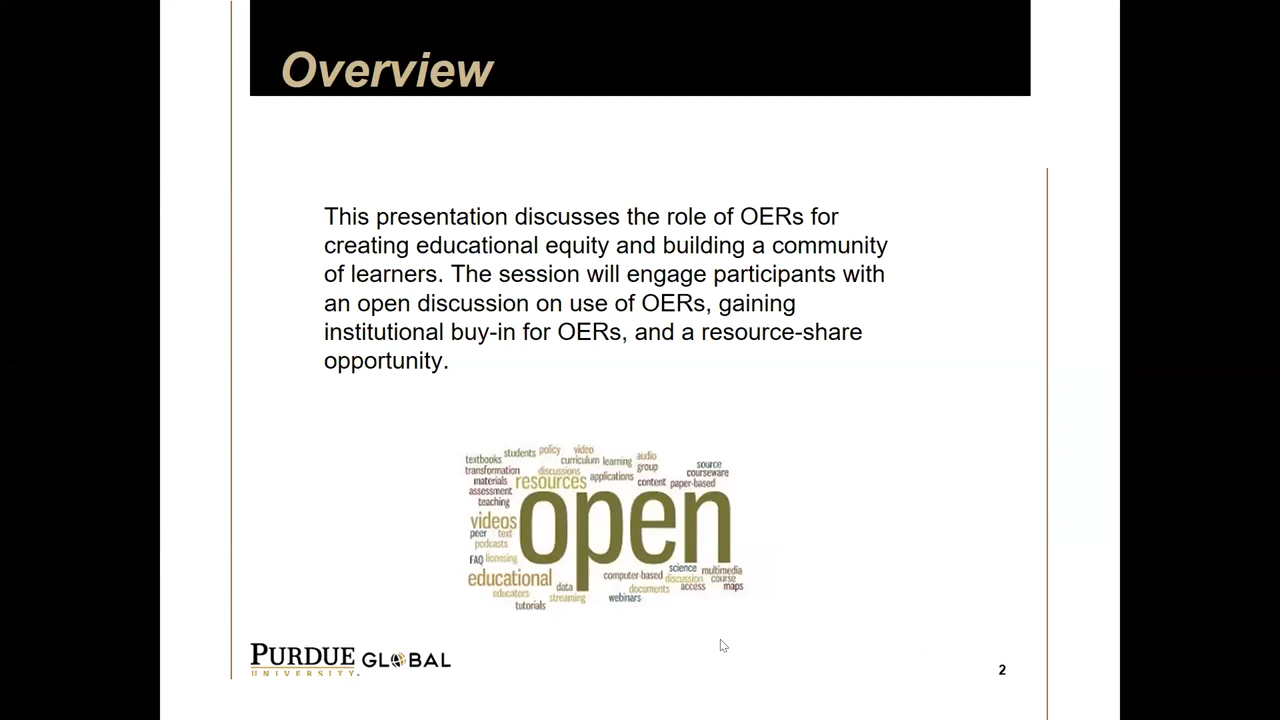 Overview
This presentation discusses the role of OERs for
creating educational equity and building a community
of learners. The session will engage participants with
an open discussion on use of OERs, gaining
institutional buy-in for OERs, and a resource-share
opportunity.
textbooks students policy video
curriculum learning audio
transformation discussions group source
materials resources applications courseware
assessment content paper-based
teaching
open
videos
peer text
podcasts
FAQ licensing
educational data computer-based science multimedia
discussion course
educators streaming documents access maps
tutorials webinars
PURDUE GLOBAL
UNIVERSITY.
2